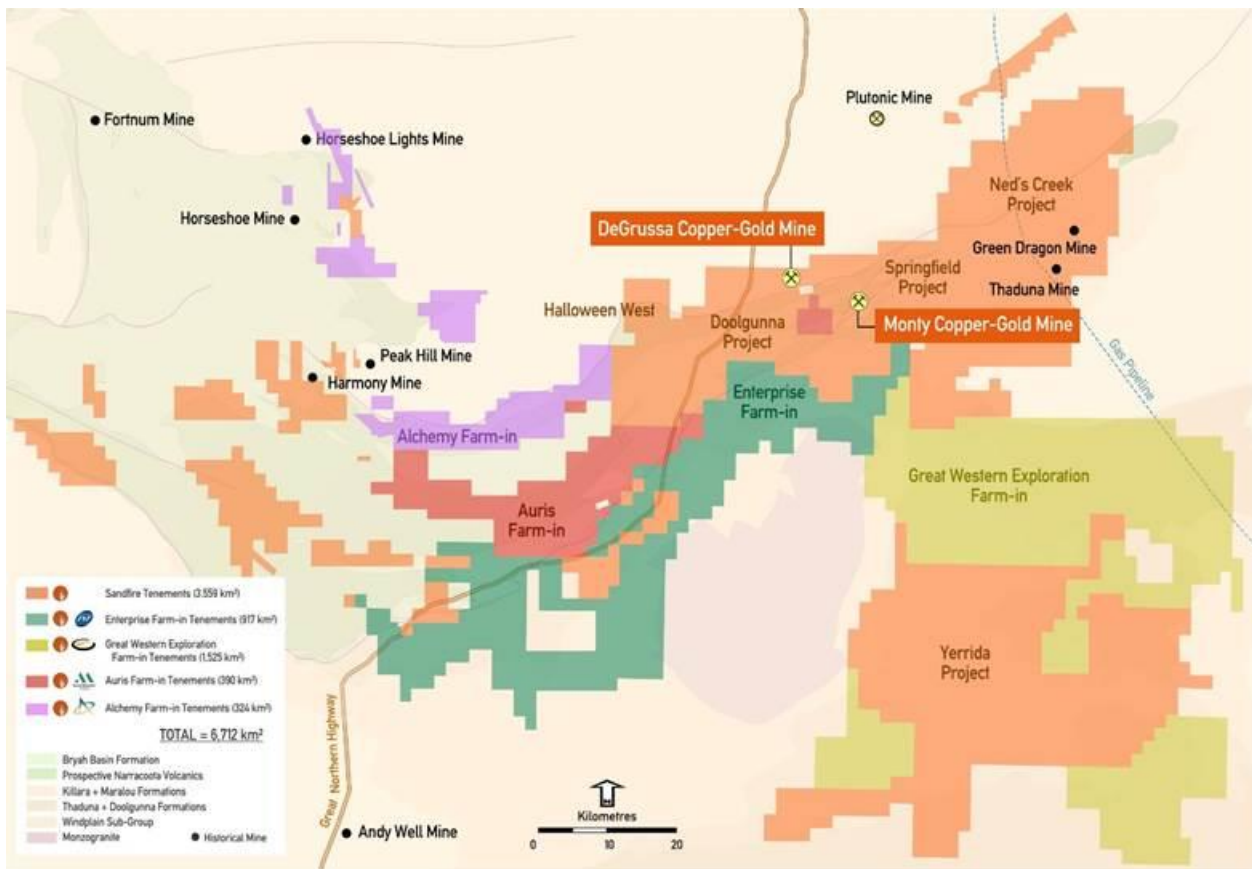 Plutonic Mine
Fortnum Mine
Horseshoe Lights Mine
Ned's Creek
Project
Horseshoe Mine
DeGrussa Copper-Gold Mine
Green Dragon Mine
Springfield
Project
Thaduna Mine
Halloween West
Doolgunna
Project
Monty Copper-Gold Mine
Gas Pipeline
Peak Hill Mine
Harmony Mine
Enterprise
Farm-in
Alchemy Farm-in
Great Western Exploration
Farm-in
Auris
Farm-in
Yerrida
Project
Great Northern Highway
Andy Well Mine
Kilometres
0 10 20
Sandfire Tenements (3.559 km²)
Enterprise Farm-in Tenements (917 km²)
Great Western Exploration
Farm-in Tenements (1,525 km²)
Auris Farm-in Tenements (390 km²)
Alchemy Farm-in Tenements (324 km²)
TOTAL = 6,712 km²
Bryah Basin Formation
Prospective Narracoota Volcanics
Killara + Maralou Formations
Thaduna + Doolgunna Formations
Windplain Sub-Group
Monzogranite
Historical Mine